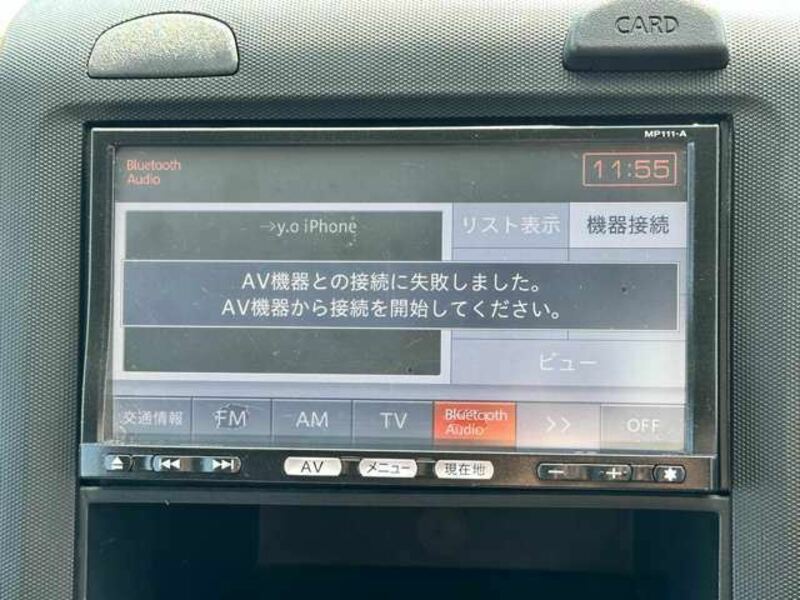 CARD
MP111-A
Bluetooth
Audio
11:55
→y.o iPhone
リスト表示
機器接続
AV機器との接続に失敗しました。
AV機器から接続を開始してください。
ビュー
交通情報
FM
AM
TV
Bluetooth
Audio
>>
OFF
AV
メニュー
現在地